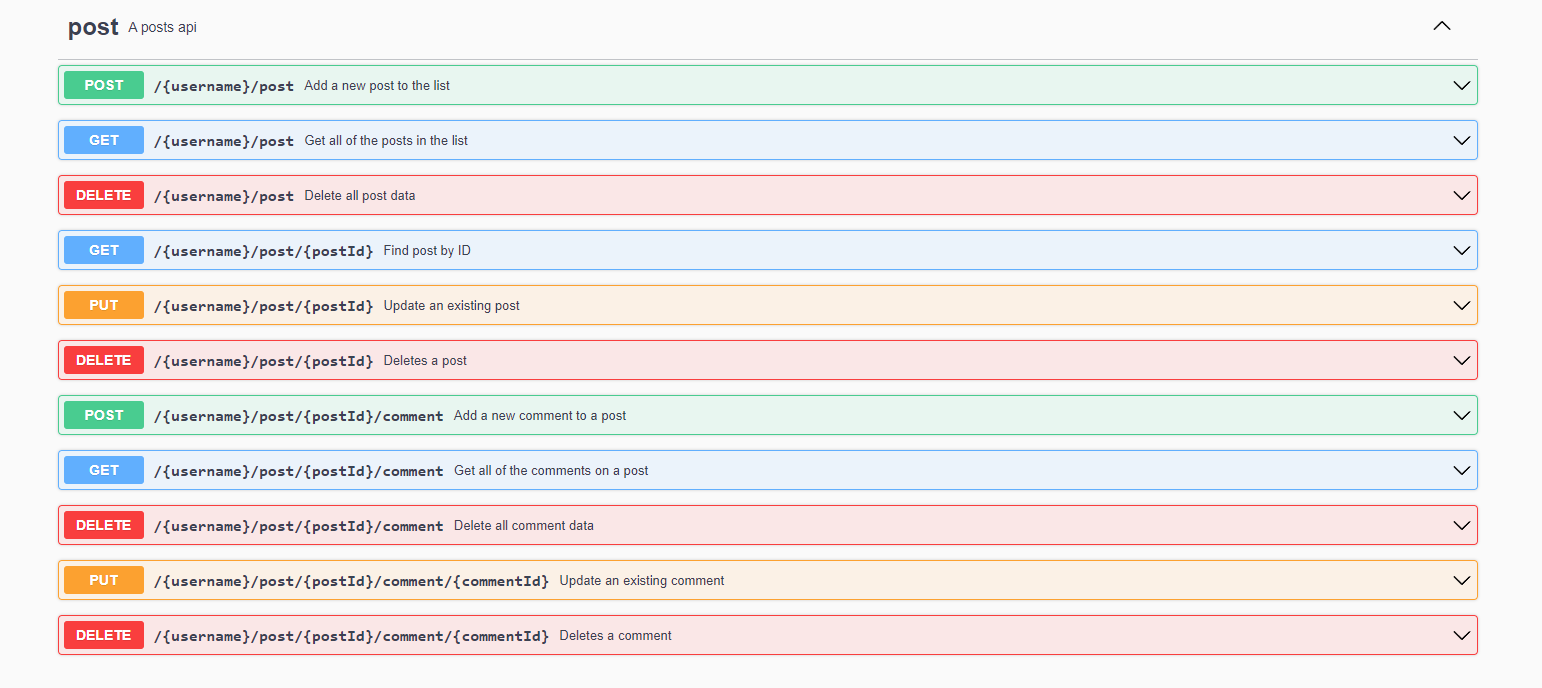 post A posts api
POST /{username}/post Add a new post to the list
GET /{username}/post Get all of the posts in the list
DELETE /{username}/post Delete all post data
GET /{username}/post/{postId} Find post by ID
PUT /{username}/post/{postId} Update an existing post
DELETE /{username}/post/{postId} Deletes a post
POST /{username}/post/{postId}/comment Add a new comment to a post
GET /{username}/post/{postId}/comment Get all of the comments on a post
DELETE /{username}/post/{postId}/comment Delete all comment data
PUT /{username}/post/{postId}/comment/{commentId} Update an existing comment
DELETE /{username}/post/{postId}/comment/{commentId} Deletes a comment